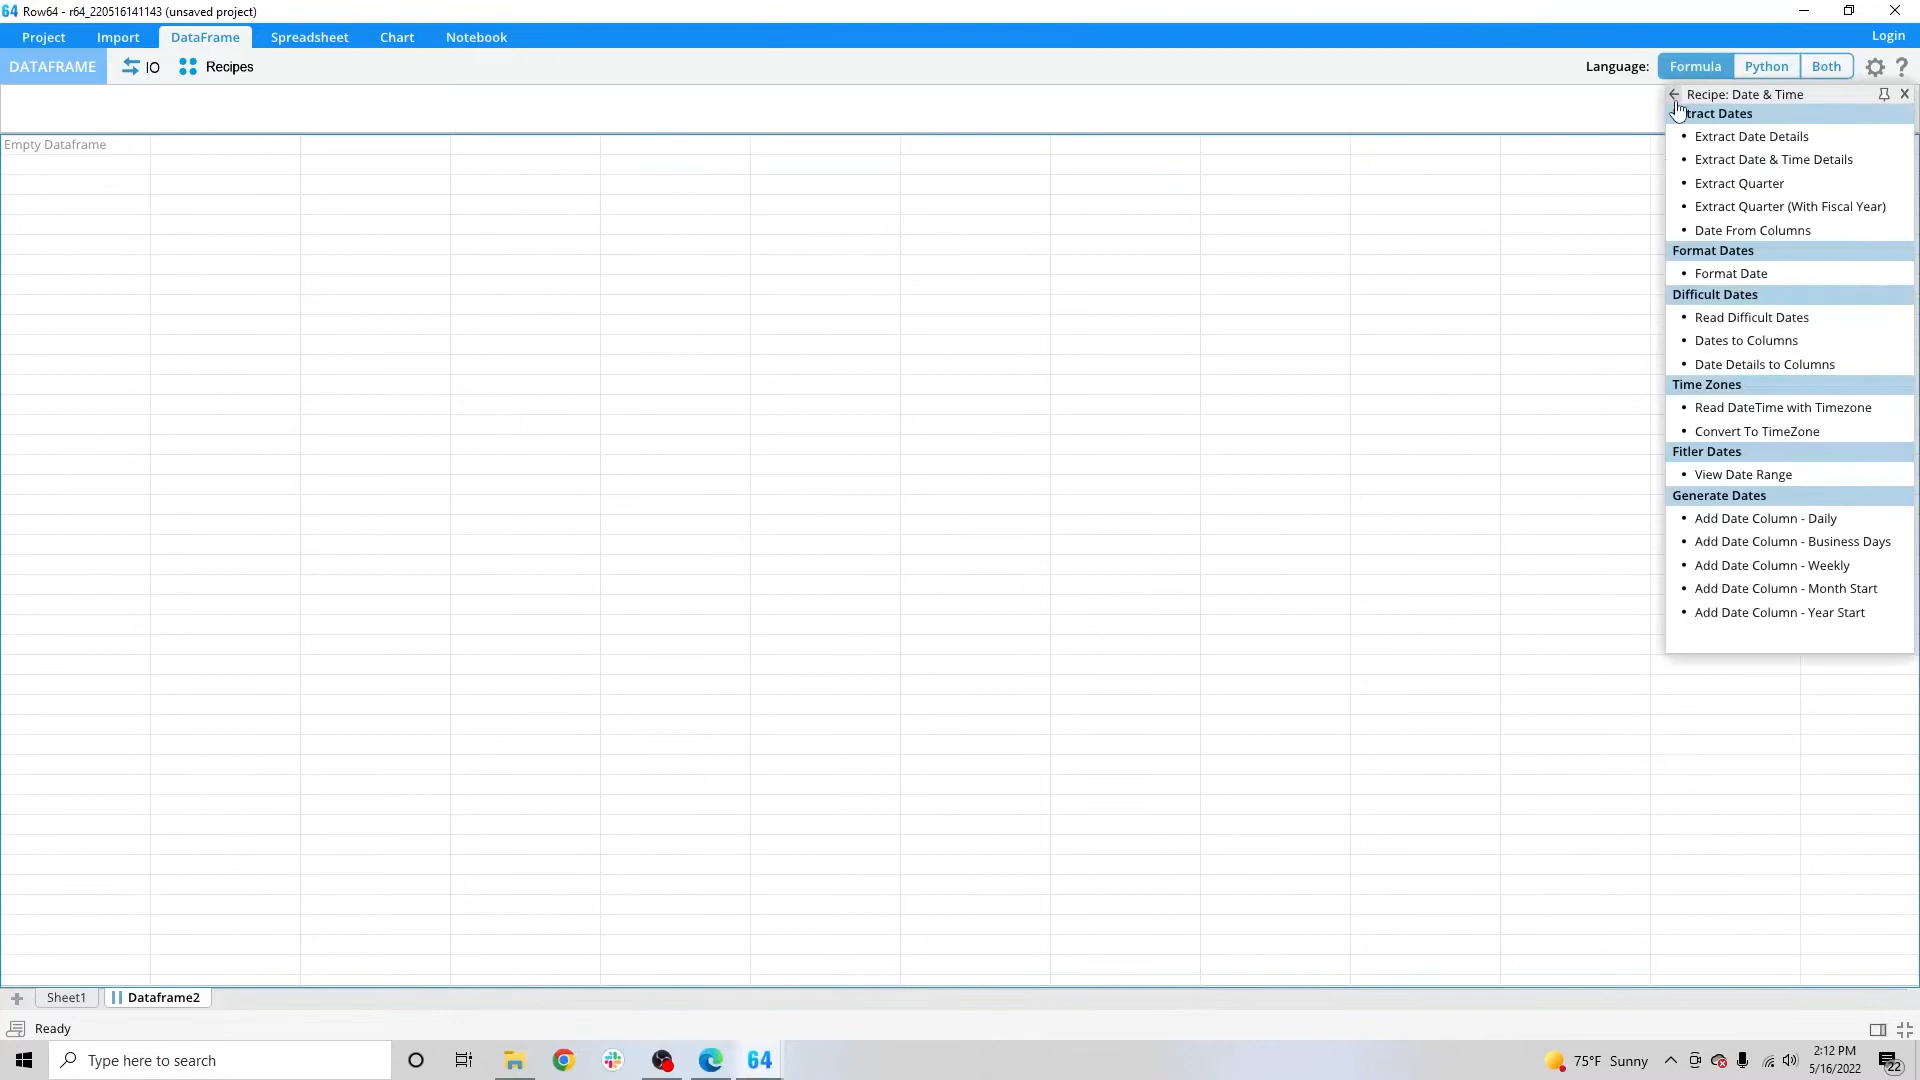 64 Row64 - r64_220516141143 (unsaved project)
Project Import DataFrame Spreadsheet Chart Notebook Login
DATAFRAME IO Recipes Language: Formula Python Both ?
Recipe: Date & Time X
tract Dates
• Extract Date Details
• Extract Date & Time Details
• Extract Quarter
• Extract Quarter (With Fiscal Year)
• Date From Columns
Format Dates
• Format Date
Difficult Dates
• Read Difficult Dates
• Dates to Columns
• Date Details to Columns
Time Zones
• Read DateTime with Timezone
• Convert To TimeZone
Fitler Dates
• View Date Range
Generate Dates
• Add Date Column - Daily
• Add Date Column - Business Days
• Add Date Column - Weekly
• Add Date Column - Month Start
• Add Date Column - Year Start
Empty Dataframe
Sheet1 Dataframe2
Ready
Type here to search 64 75°F Sunny 2:12 PM
5/16/2022 22